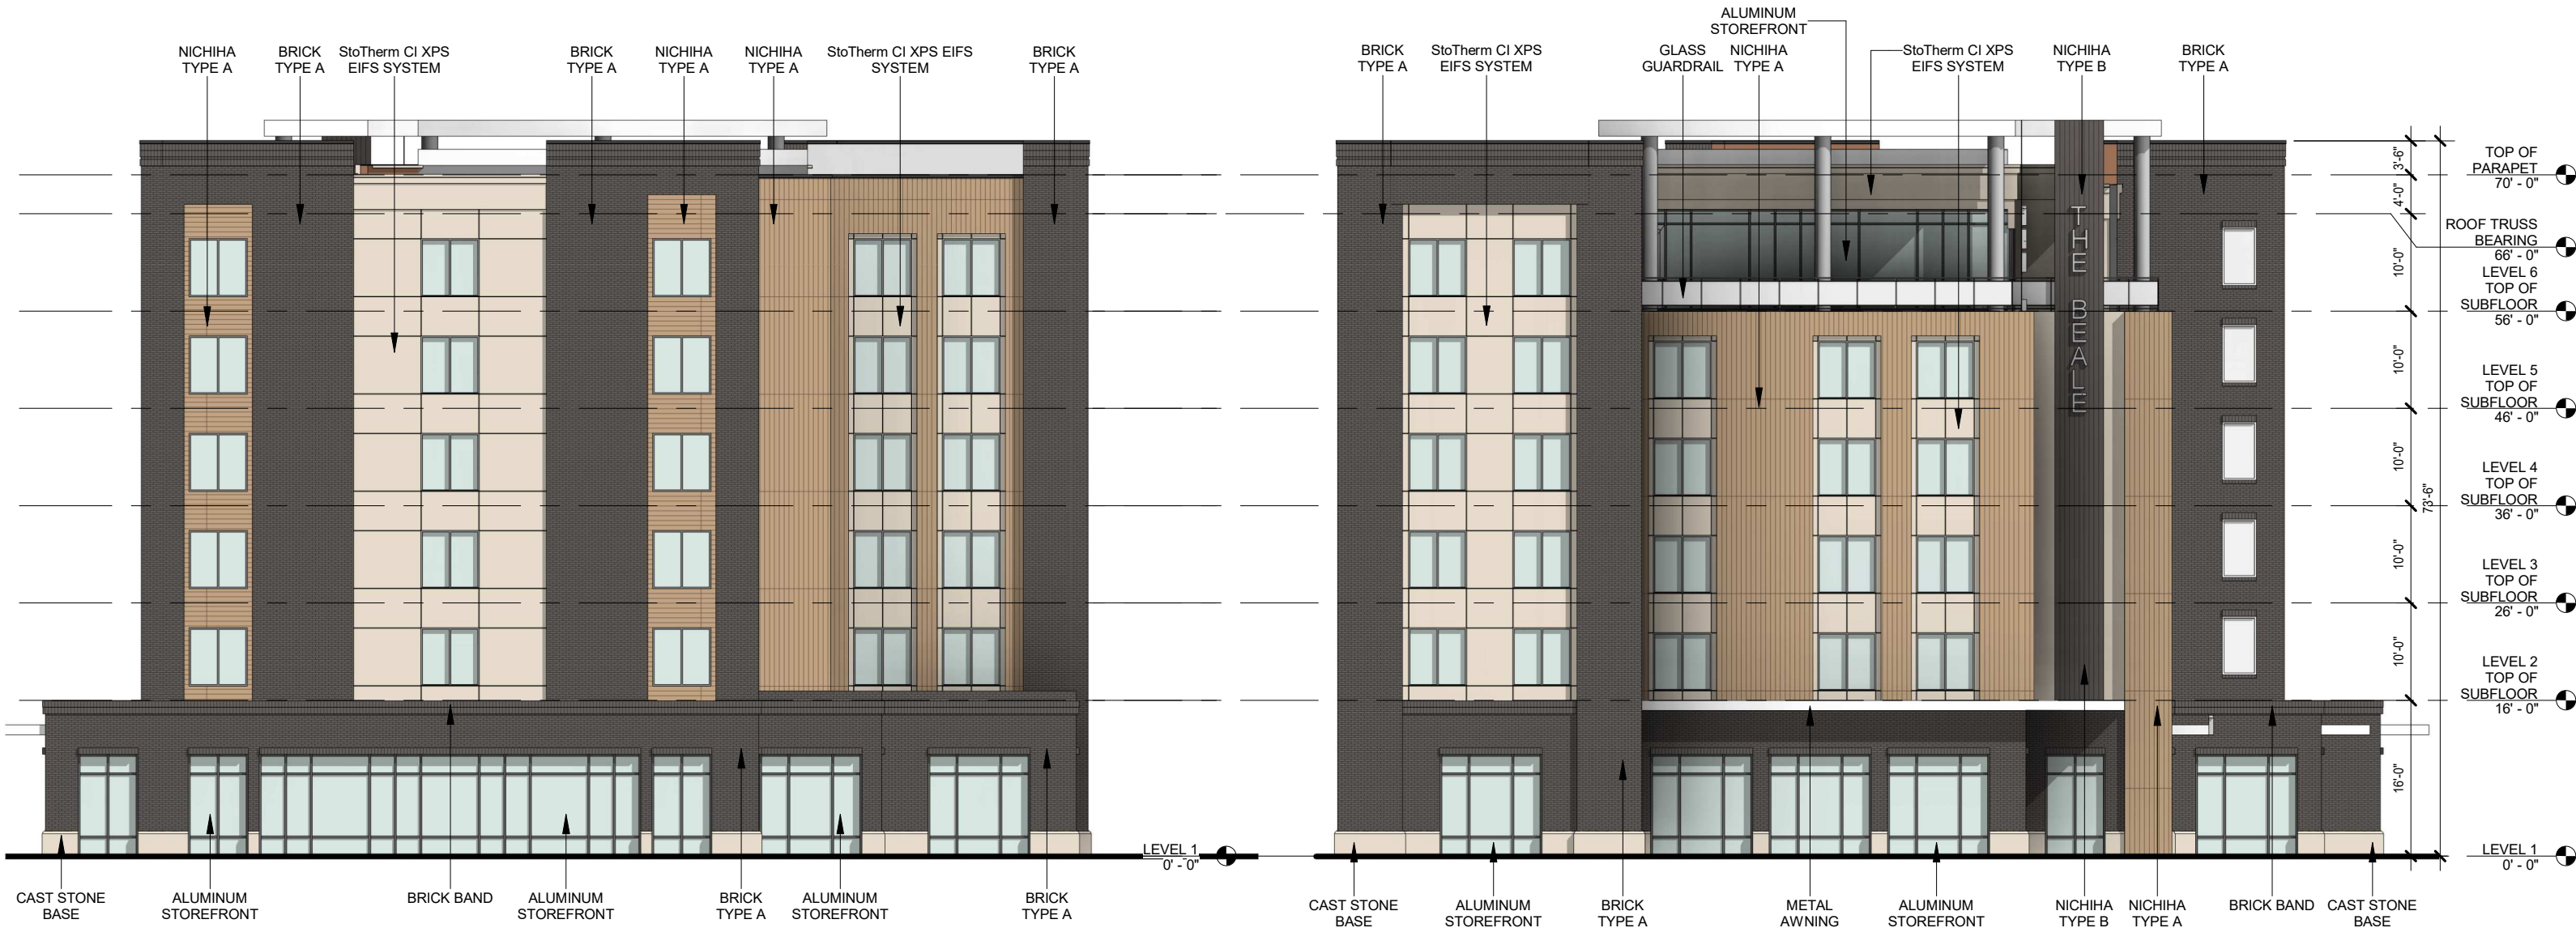 ALUMINUM
STOREFRONT
NICHIHA
TYPE A
BRICK
TYPE A
StoTherm CI XPS
EIFS SYSTEM
BRICK
TYPE A
NICHIHA
TYPE A
NICHIHA
TYPE A
StoTherm CI XPS EIFS
SYSTEM
BRICK
TYPE A
BRICK
TYPE A
StoTherm CI XPS
EIFS SYSTEM
GLASS
GUARDRAIL
NICHIHA
TYPE A
StoTherm CI XPS
EIFS SYSTEM
NICHIHA
TYPE B
BRICK
TYPE A
THE BEALE
3'-6"
4'-0"
10'-0"
10'-0"
10'-0"
10'-0"
10'-0"
16'-0"
73'-6"
TOP OF
PARAPET
70' - 0"
ROOF TRUSS
BEARING
66' - 0"
LEVEL 6
TOP OF
SUBFLOOR
56' - 0"
LEVEL 5
TOP OF
SUBFLOOR
46' - 0"
LEVEL 4
TOP OF
SUBFLOOR
36' - 0"
LEVEL 3
TOP OF
SUBFLOOR
26' - 0"
LEVEL 2
TOP OF
SUBFLOOR
16' - 0"
LEVEL 1
0' - 0"
LEVEL 1
0' - 0"
CAST STONE
BASE
ALUMINUM
STOREFRONT
BRICK BAND
ALUMINUM
STOREFRONT
BRICK
TYPE A
ALUMINUM
STOREFRONT
BRICK
TYPE A
CAST STONE
BASE
ALUMINUM
STOREFRONT
BRICK
TYPE A
METAL
AWNING
ALUMINUM
STOREFRONT
NICHIHA
TYPE B
NICHIHA
TYPE A
BRICK BAND
CAST STONE
BASE